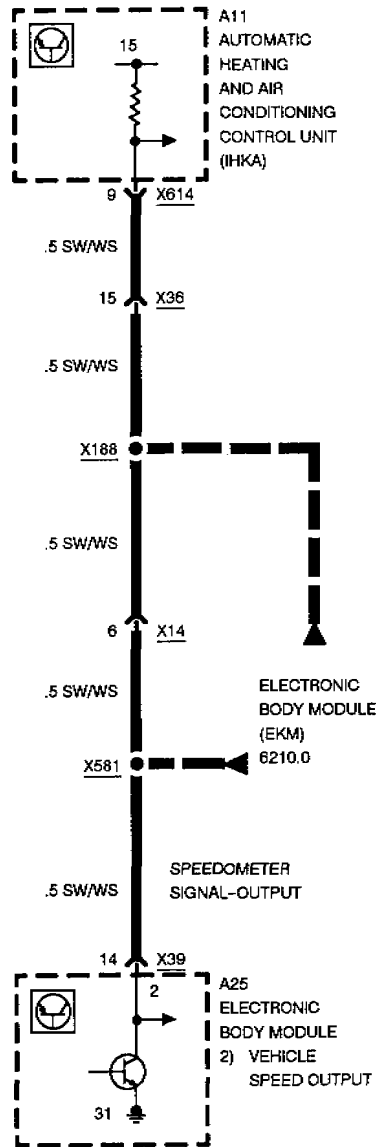 A11
15
AUTOMATIC
HEATING
AND AIR
CONDITIONING
CONTROL UNIT
(IHKA)
9 X614
.5 SW/WS
15 X36
.5 SW/WS
X188
.5 SW/WS
6 X14
ELECTRONIC
BODY MODULE
(EKM)
6210.0
.5 SW/WS
X581
SPEEDOMETER
SIGNAL-OUTPUT
.5 SW/WS
14 X39
2
A25
ELECTRONIC
BODY MODULE
2) VEHICLE
SPEED OUTPUT
31